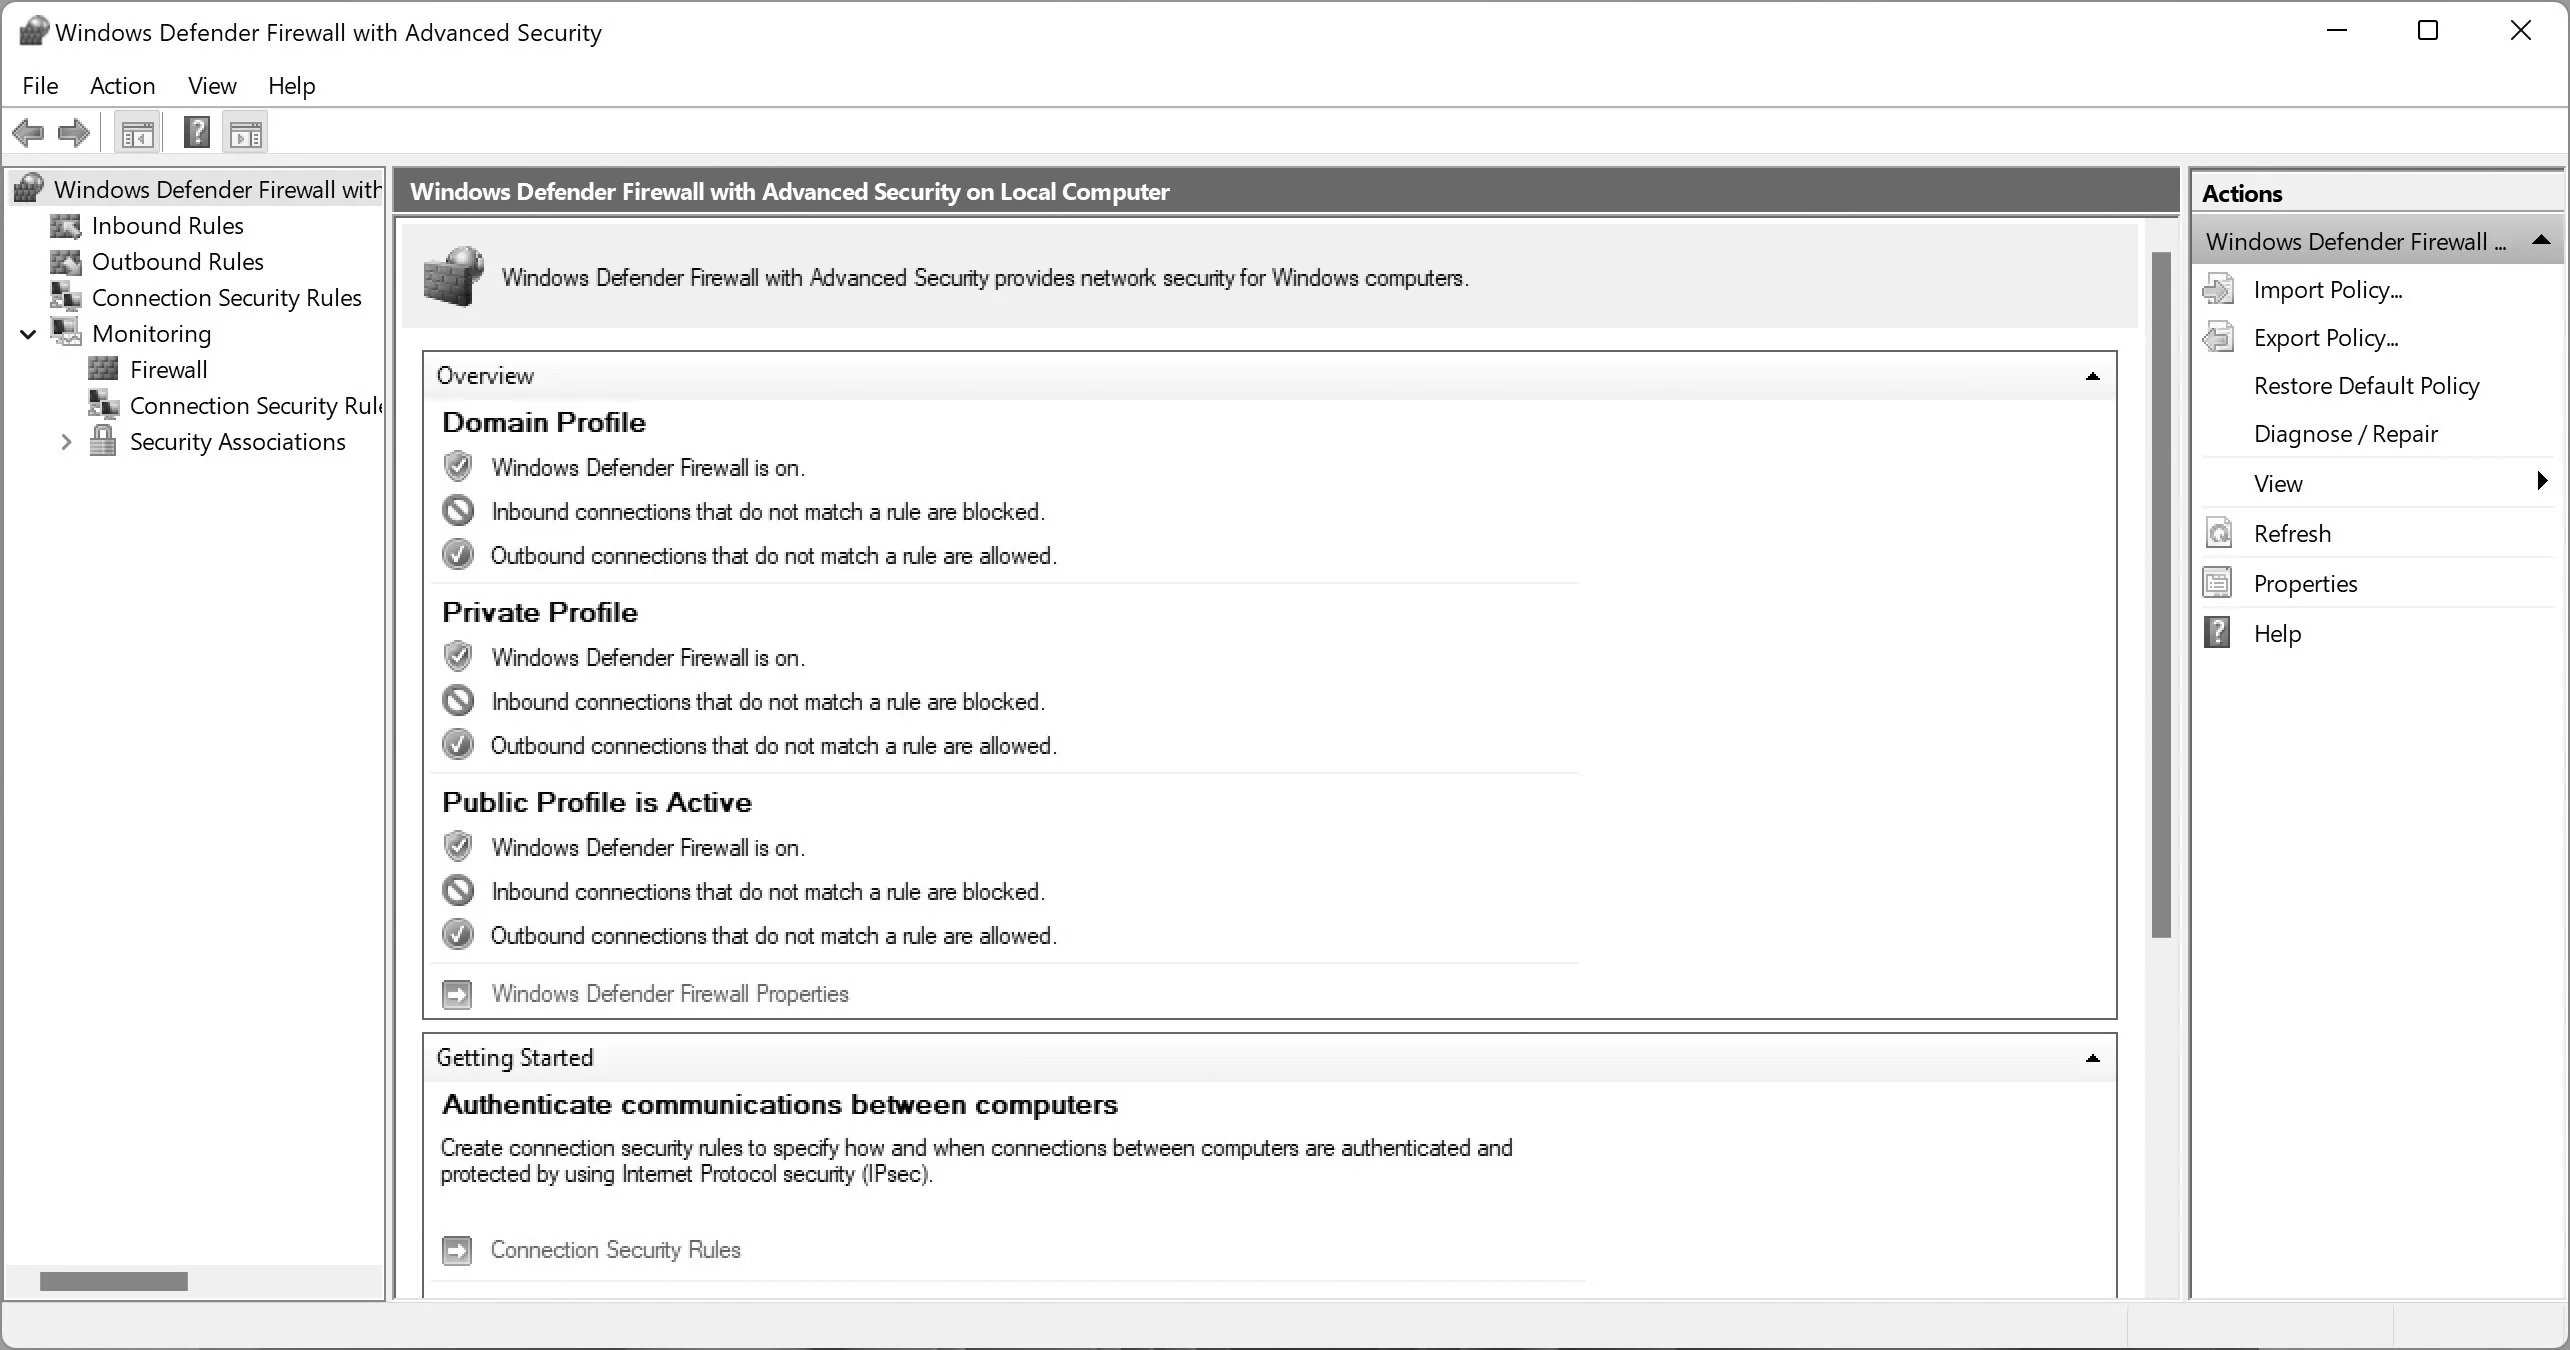 Windows Defender Firewall with Advanced Security
File Action View Help
Windows Defender Firewall with
Inbound Rules
Outbound Rules
Connection Security Rules
Monitoring
Firewall
Connection Security Rule
Security Associations
Windows Defender Firewall with Advanced Security on Local Computer
Windows Defender Firewall with Advanced Security provides network security for Windows computers.
Overview
Domain Profile
Windows Defender Firewall is on.
Inbound connections that do not match a rule are blocked.
Outbound connections that do not match a rule are allowed.
Private Profile
Windows Defender Firewall is on.
Inbound connections that do not match a rule are blocked.
Outbound connections that do not match a rule are allowed.
Public Profile is Active
Windows Defender Firewall is on.
Inbound connections that do not match a rule are blocked.
Outbound connections that do not match a rule are allowed.
Windows Defender Firewall Properties
Getting Started
Authenticate communications between computers
Create connection security rules to specify how and when connections between computers are authenticated and
protected by using Internet Protocol security (IPsec).
Connection Security Rules
Actions
Windows Defender Firewall ...
Import Policy...
Export Policy...
Restore Default Policy
Diagnose / Repair
View
Refresh
Properties
Help